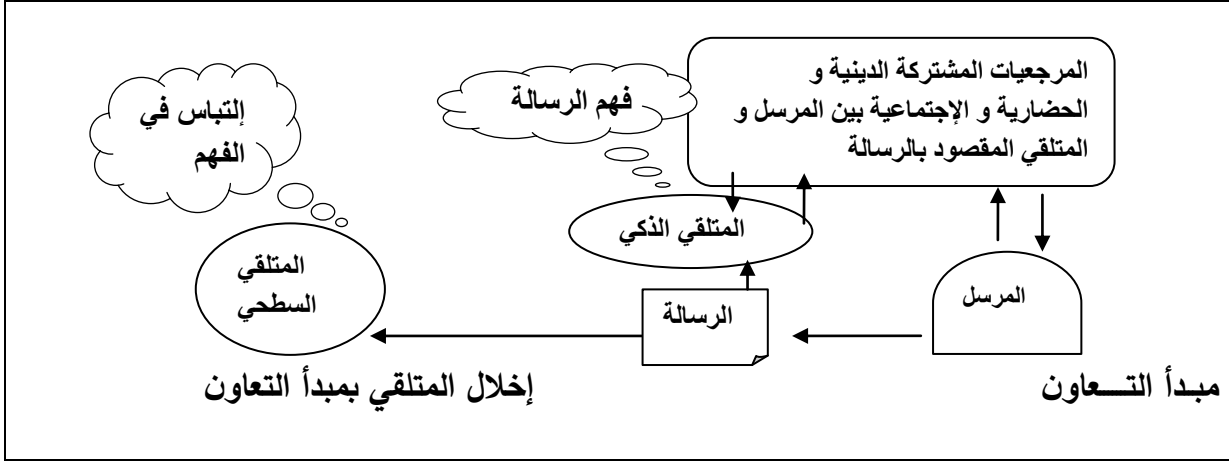 المرجعيات المشتركة الدينية و
الحضارية و الإجتماعية بين المرسل و
المتلقي المقصود بالرسالة
فهم الرسالة
إلتباس في
الفهم
المتلقي الذكي
المتلقي
السطحي
المرسل
الرسالة
مبـدأ التـــعاون
إخلال المتلقي بمبدأ التعاون